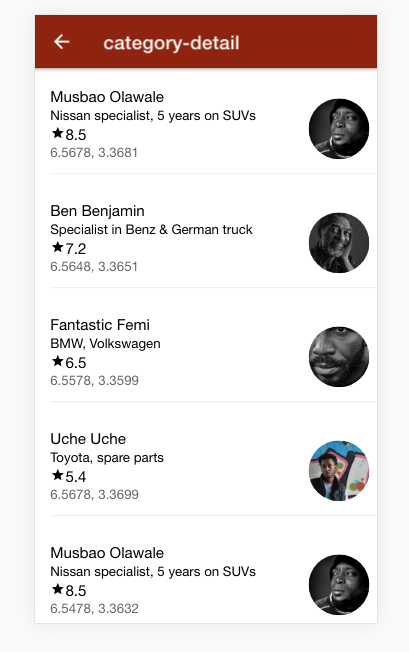 category-detail
Musbao Olawale
Nissan specialist, 5 years on SUVs
★8.5
6.5678, 3.3681
Ben Benjamin
Specialist in Benz & German truck
★7.2
6.5648, 3.3651
Fantastic Femi
BMW, Volkswagen
★6.5
6.5578, 3.3599
Uche Uche
Toyota, spare parts
★5.4
6.5678, 3.3699
Musbao Olawale
Nissan specialist, 5 years on SUVs
★8.5
6.5478, 3.3632